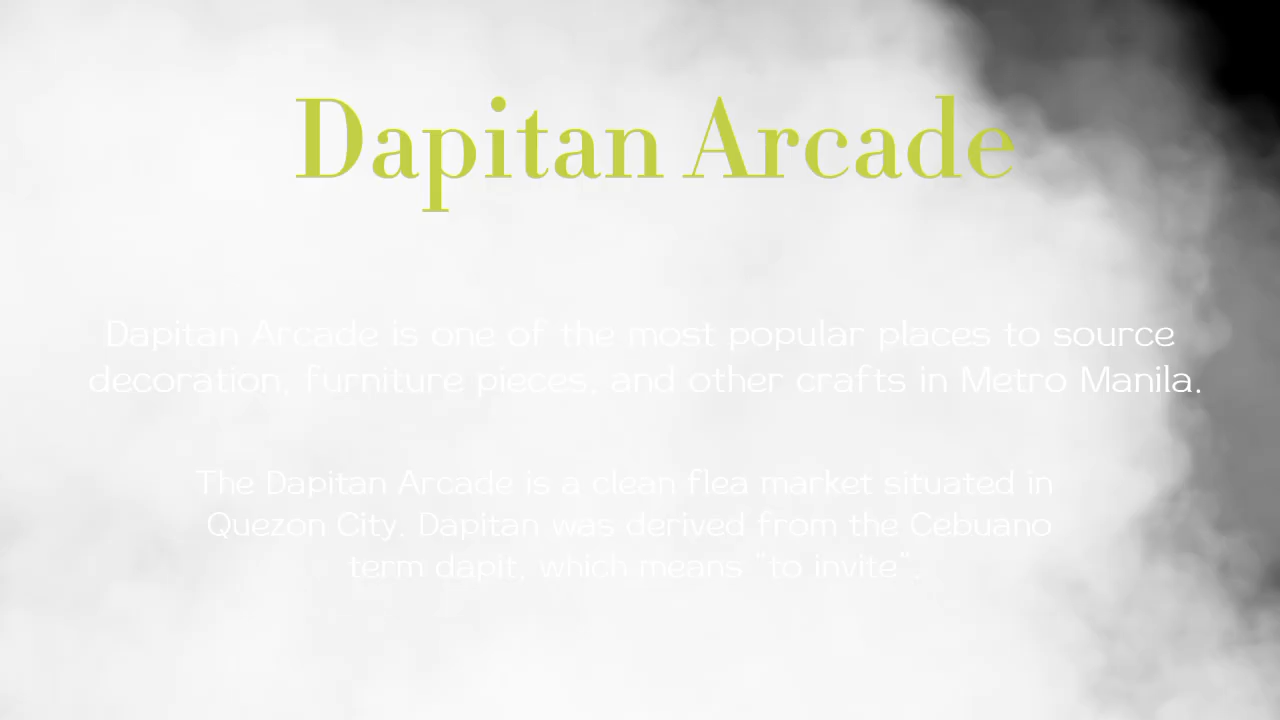 Dapitan Arcade
Dapitan Arcade is one of the most popular places to source
decoration, furniture pieces, and other crafts in Metro Manila.
The Dapitan Arcade is a clean flea market situated in
Quezon City. Dapitan was derived from the Cebuano
term dapit, which means "to invite".